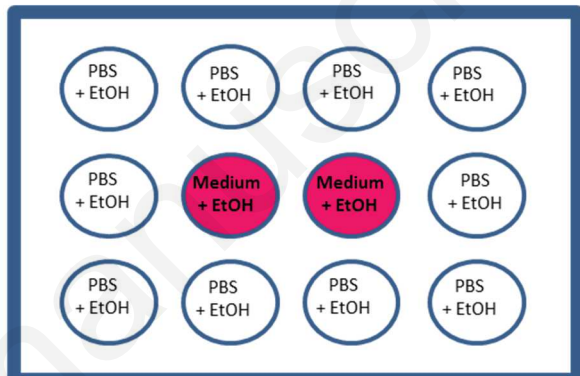 PBS
+ EtOH
PBS
+ EtOH
PBS
+ EtOH
PBS
+ EtOH
PBS
+ EtOH
Medium
+ EtOH
Medium
+ EtOH
PBS
+ EtOH
PBS
+ EtOH
PBS
+ EtOH
PBS
+ EtOH
PBS
+ EtOH